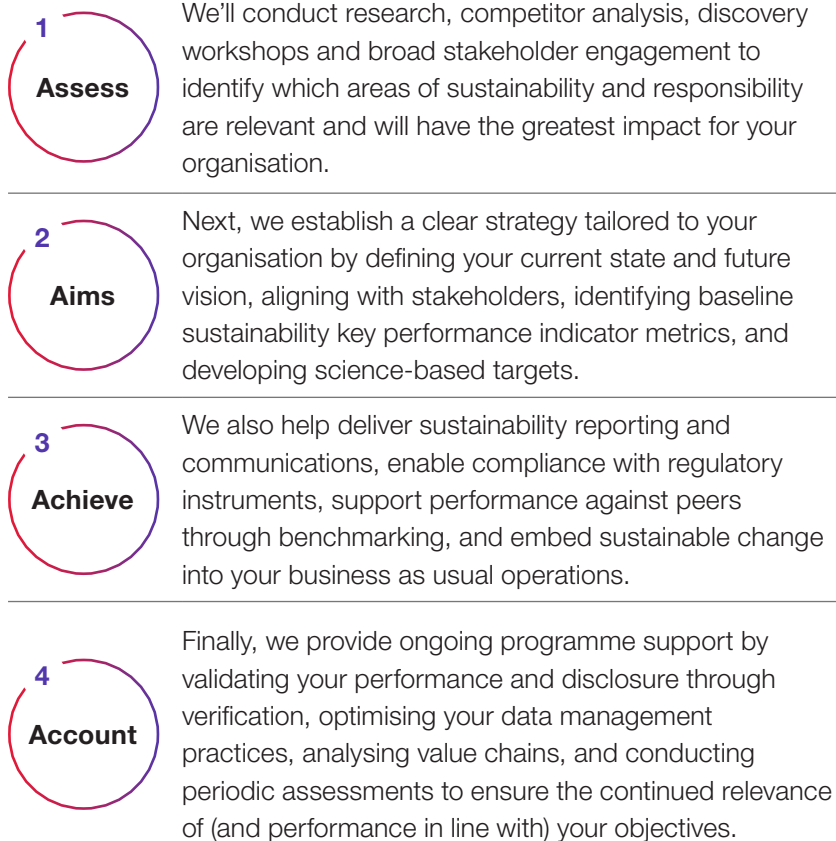 1
Assess
We'll conduct research, competitor analysis, discovery
workshops and broad stakeholder engagement to
identify which areas of sustainability and responsibility
are relevant and will have the greatest impact for your
organisation.
2
Aims
Next, we establish a clear strategy tailored to your
organisation by defining your current state and future
vision, aligning with stakeholders, identifying baseline
sustainability key performance indicator metrics, and
developing science-based targets.
3
Achieve
We also help deliver sustainability reporting and
communications, enable compliance with regulatory
instruments, support performance against peers
through benchmarking, and embed sustainable change
into your business as usual operations.
4
Account
Finally, we provide ongoing programme support by
validating your performance and disclosure through
verification, optimising your data management
practices, analysing value chains, and conducting
periodic assessments to ensure the continued relevance
of (and performance in line with) your objectives.